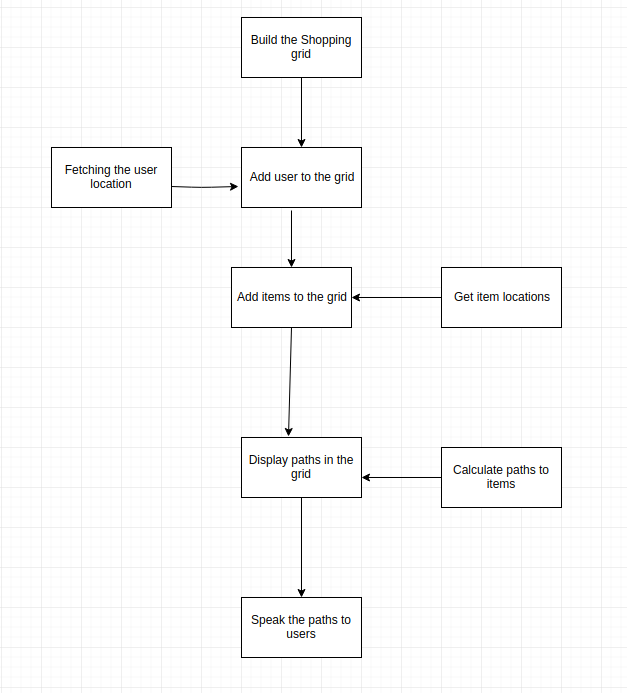 Build the Shopping
grid
Fetching the user
location
Add user to the grid
Add items to the grid
Get item locations
Display paths in the
grid
Calculate paths to
items
Speak the paths to
users